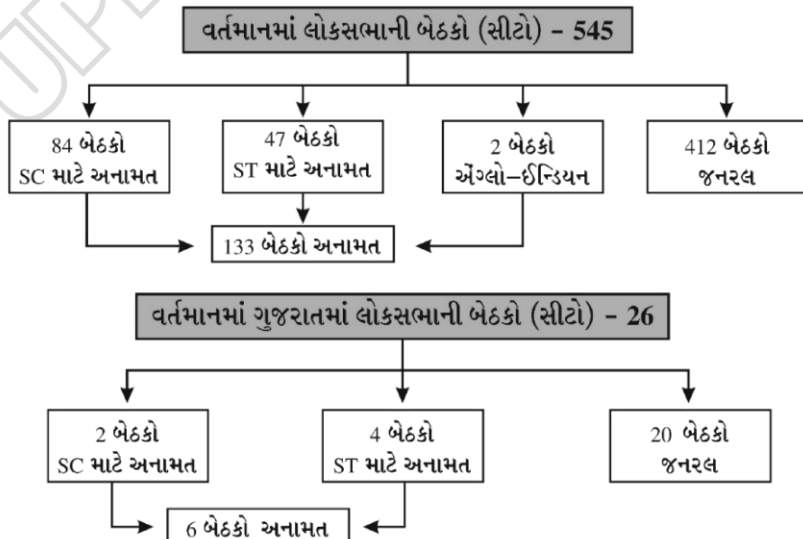 વર્તમાનમાં લોકસભાની બેઠકો (સીટો) – 545
84 બેઠકો
SC માટે અનામત
47 બેઠકો
ST માટે અનામત
2 બેઠકો
એંગ્લો–ઈન્ડિયન
412 બેઠકો
જનરલ
133 બેઠકો અનામત
વર્તમાનમાં ગુજરાતમાં લોકસભાની બેઠકો (સીટો) – 26
2 બેઠકો
SC માટે અનામત
4 બેઠકો
ST માટે અનામત
20 બેઠકો
જનરલ
6 બેઠકો અનામત